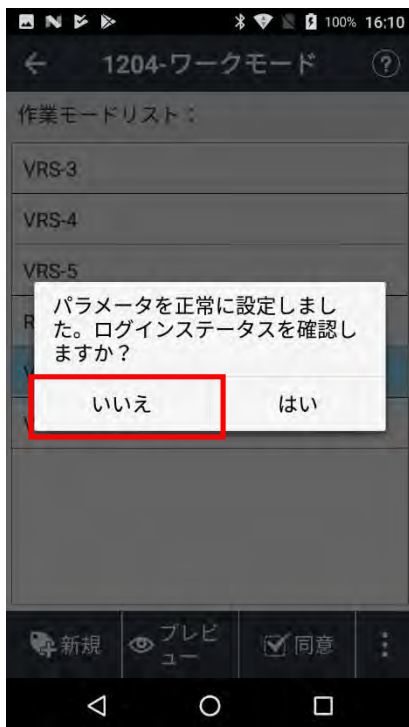 100% 16:10
1204-ワークモード
作業モードリスト：
VRS-3
VRS-4
VRS-5
R
パラメータを正常に設定しまし
た。ログインステータスを確認し
ますか？
いいえ
はい
新規
プレビ
ュー
同意